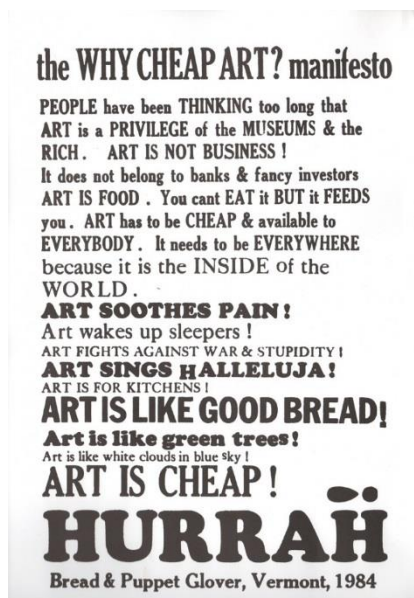 the WHY CHEAP ART? manifesto
PEOPLE have been THINKING too long that
ART is a PRIVILEGE of the MUSEUMS & the
RICH. ART IS NOT BUSINESS !
It does not belong to banks & fancy investors
ART IS FOOD . You cant EAT it BUT it FEEDS
you. ART has to be CHEAP & available to
EVERYBODY . It needs to be EVERYWHERE
because it is the INSIDE of the
WORLD .
ART SOOTHES PAIN !
Art wakes up sleepers !
ART FIGHTS AGAINST WAR & STUPIDITY !
ART SINGS HALLELUJA !
ART IS FOR KITCHENS !
ART IS LIKE GOOD BREAD!
Art is like green trees !
Art is like white clouds in blue sky !
ART IS CHEAP !
HURRAH
Bread & Puppet Glover, Vermont, 1984